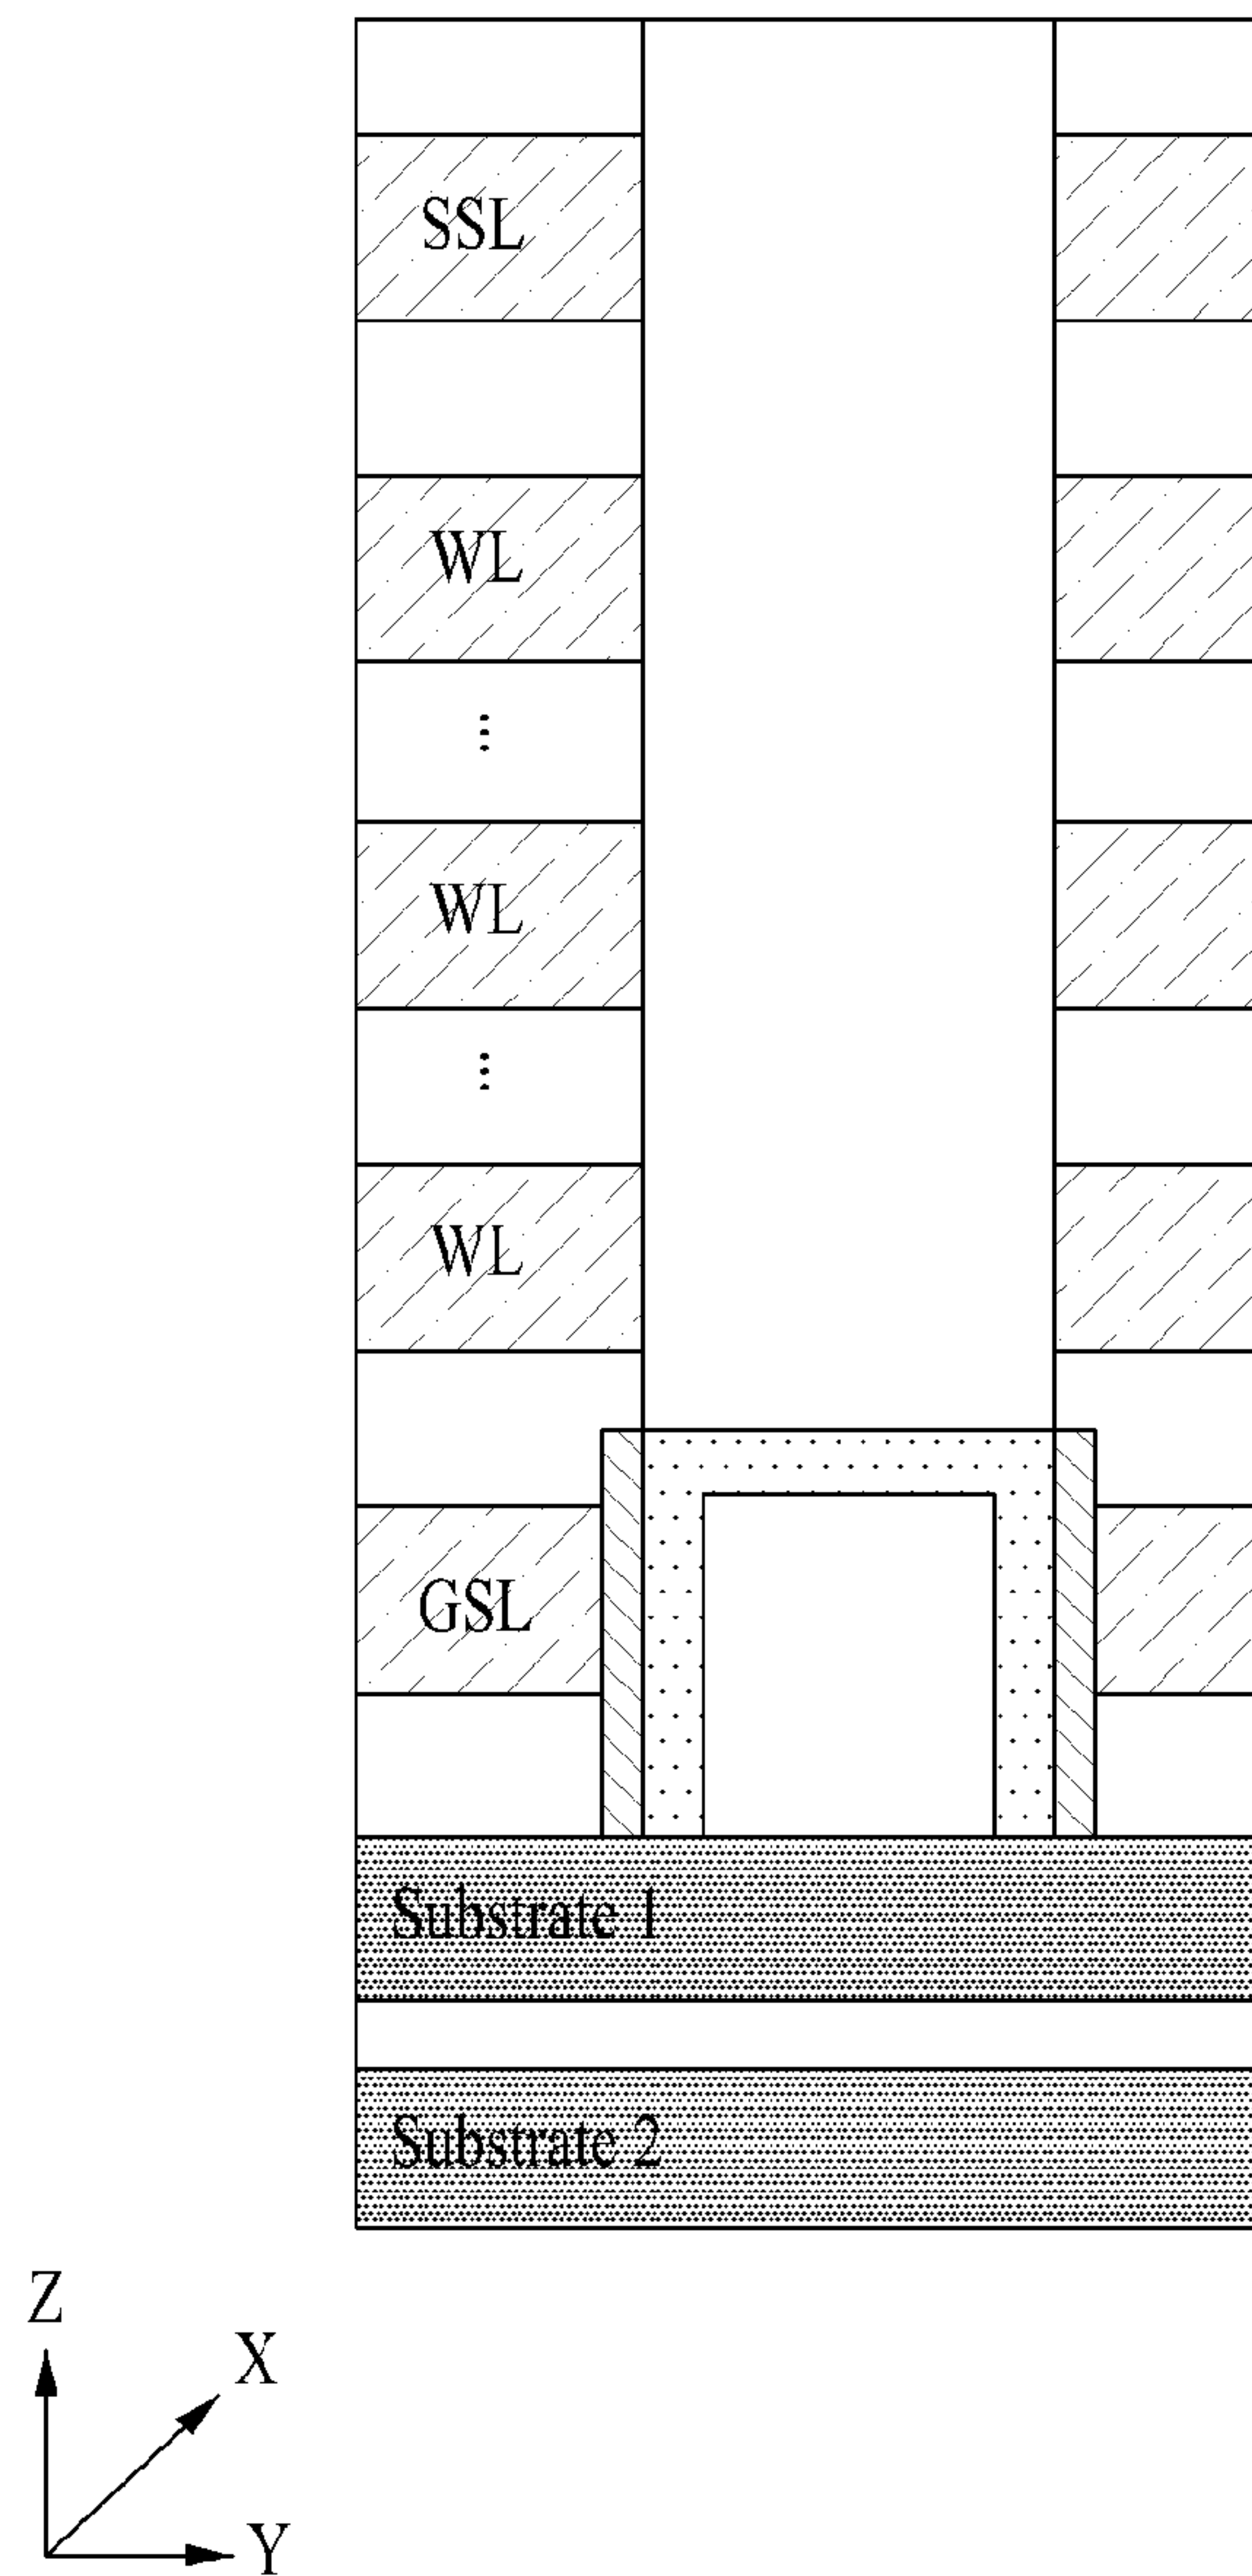 SSL
WL
⋮
WL
⋮
WL
GSL
Substrate 1
Substrate 2
Z
X
Y